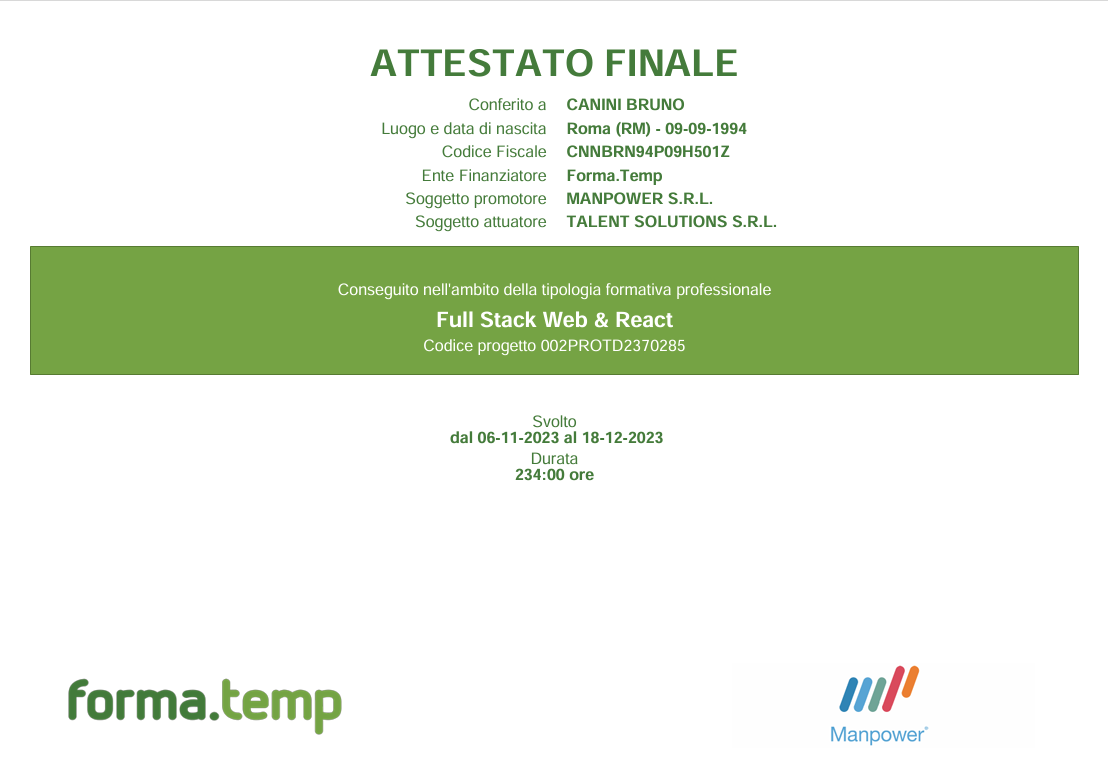 ATTESTATO FINALE
Conferito a CANINI BRUNO
Luogo e data di nascita Roma (RM) - 09-09-1994
Codice Fiscale CNNBRN94P09H501Z
Ente Finanziatore Forma.Temp
Soggetto promotore MANPOWER S.R.L.
Soggetto attuatore TALENT SOLUTIONS S.R.L.
Conseguito nell'ambito della tipologia formativa professionale
Full Stack Web & React
Codice progetto 002PROTD2370285
Svolto
dal 06-11-2023 al 18-12-2023
Durata
234:00 ore
forma.temp
Manpower®